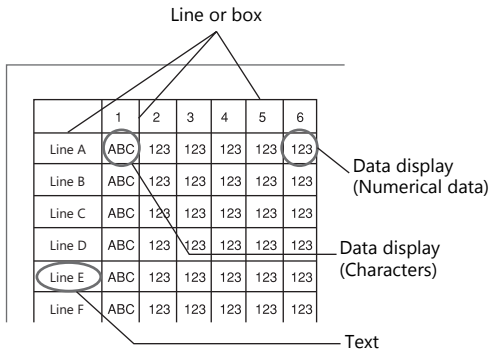 Line or box
1 2 3 4 5 6
Line A ABC 123 123 123 123 123
Line B ABC 123 123 123 123 123
Line C ABC 123 123 123 123 123
Line D ABC 123 123 123 123 123
Line E ABC 123 123 123 123 123
Line F ABC 123 123 123 123 123
Data display
(Numerical data)
Data display
(Characters)
Text